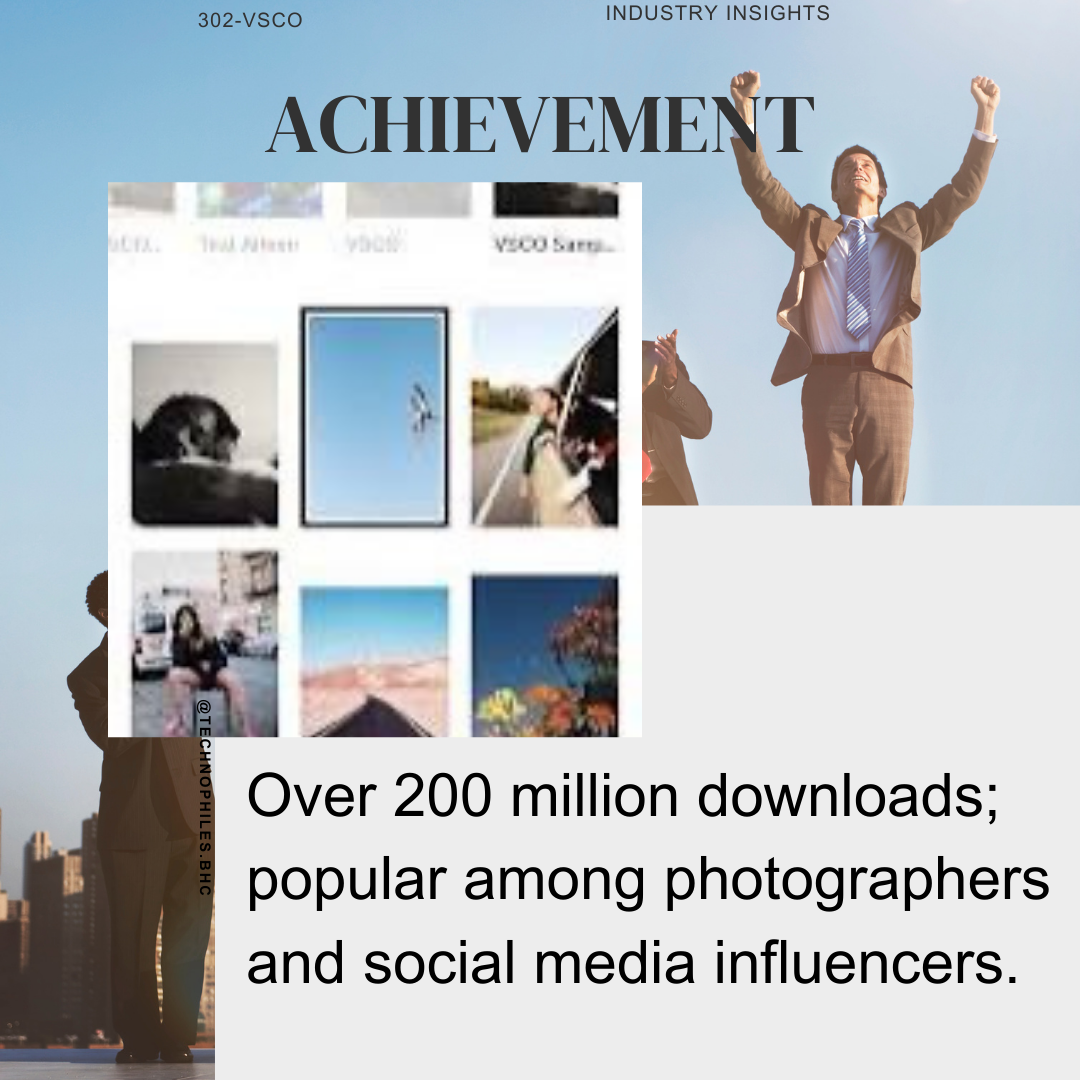 302-VSCO
INDUSTRY INSIGHTS
ACHIEVEMENT
VSCO
VSCO Samp...
@TECHNOPHILES.BHC
Over 200 million downloads;
popular among photographers
and social media influencers.